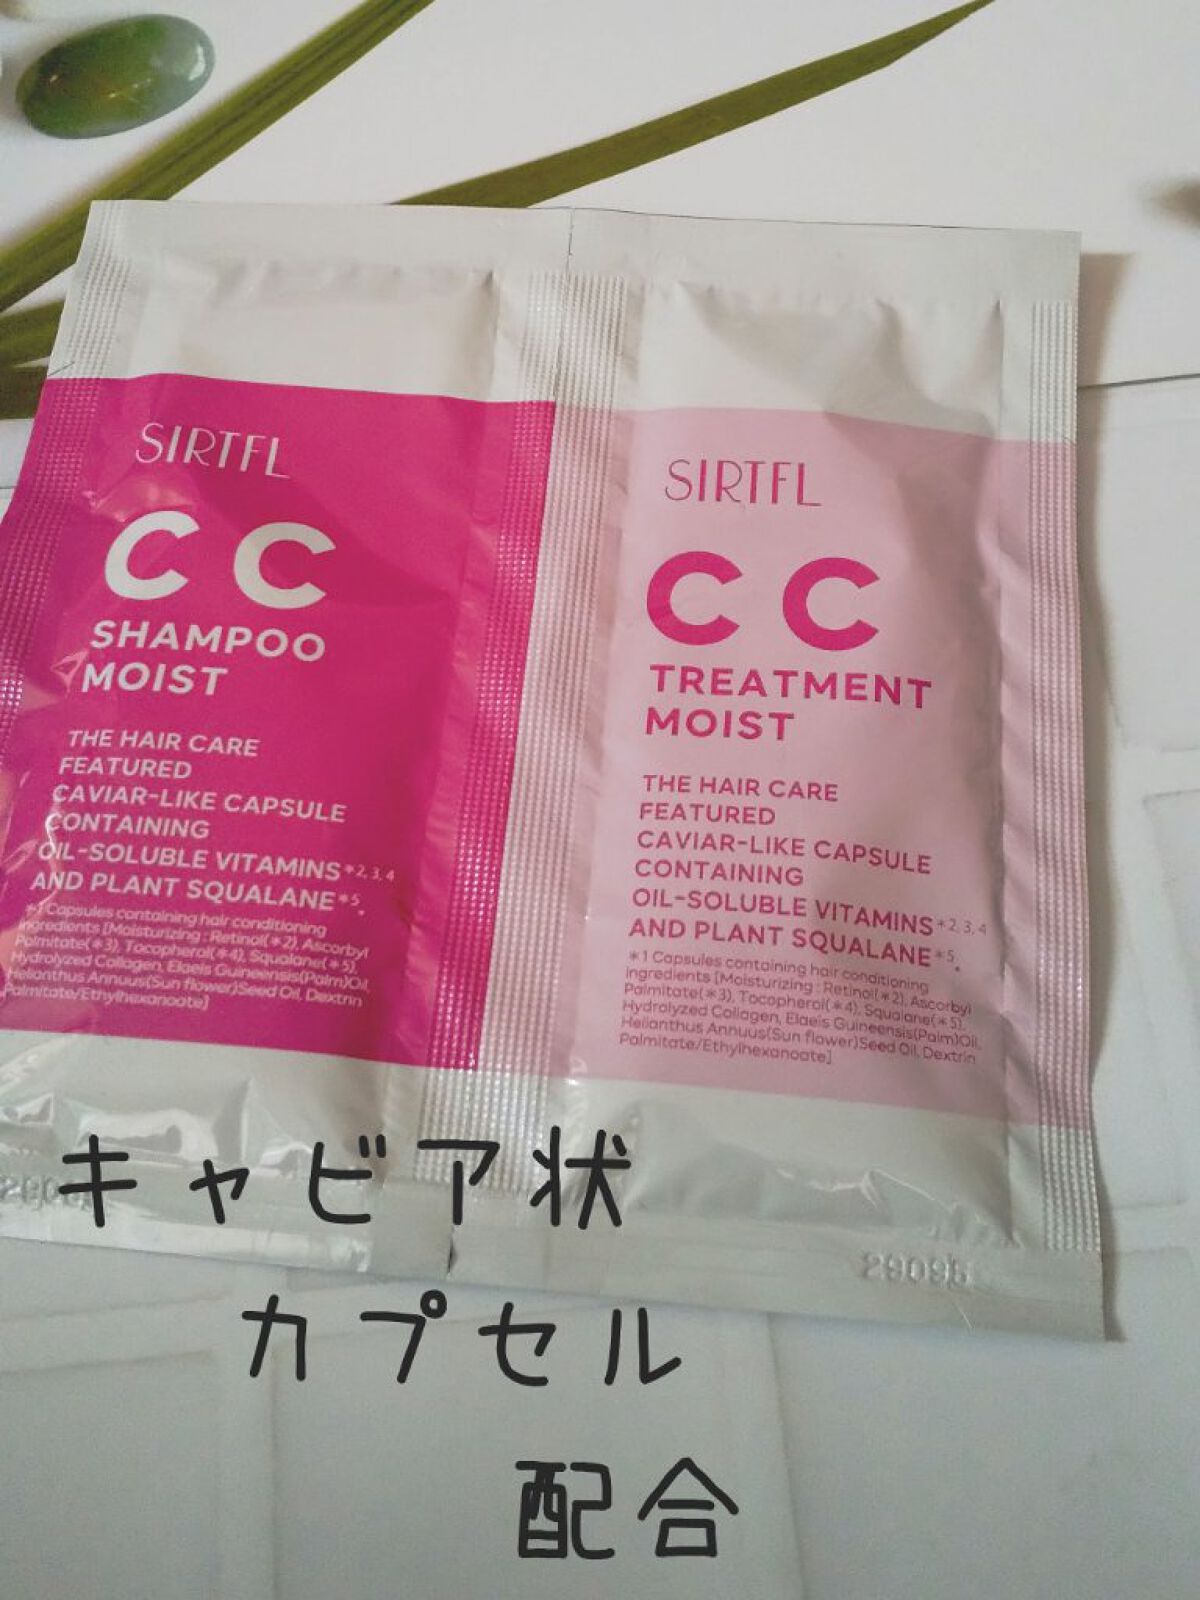 SIRTFL
CC
SHAMPOO
MOIST
THE HAIR CARE
FEATURED
CAVIAR-LIKE CAPSULE
CONTAINING
OIL-SOLUBLE VITAMINS*2,3,4
AND PLANT SQUALANE*5.
*1 Capsules containing hair conditioning
ingredients [Moisturizing : Retinol(*2), Ascorbyl
Palmitate(*3), Tocopherol(*4), Squalane(*5),
Hydrolyzed Collagen, Elaeis Guineensis(Palm)Oil,
Helianthus Annuus(Sun flower)Seed Oil, Dextrin
Palmitate/Ethylhexanoate]
SIRTFL
CC
TREATMENT
MOIST
THE HAIR CARE
FEATURED
CAVIAR-LIKE CAPSULE
CONTAINING
OIL-SOLUBLE VITAMINS*2,3,4
AND PLANT SQUALANE*5.
*1 Capsules containing hair conditioning
ingredients [Moisturizing : Retinol(*2), Ascorbyl
Palmitate(*3), Tocopherol(*4), Squalane(*5),
Hydrolyzed Collagen, Elaeis Guineensis(Palm)Oil,
Helianthus Annuus(Sun flower)Seed Oil, Dextrin
Palmitate/Ethylhexanoate]
キャビア状
カプセル
配合